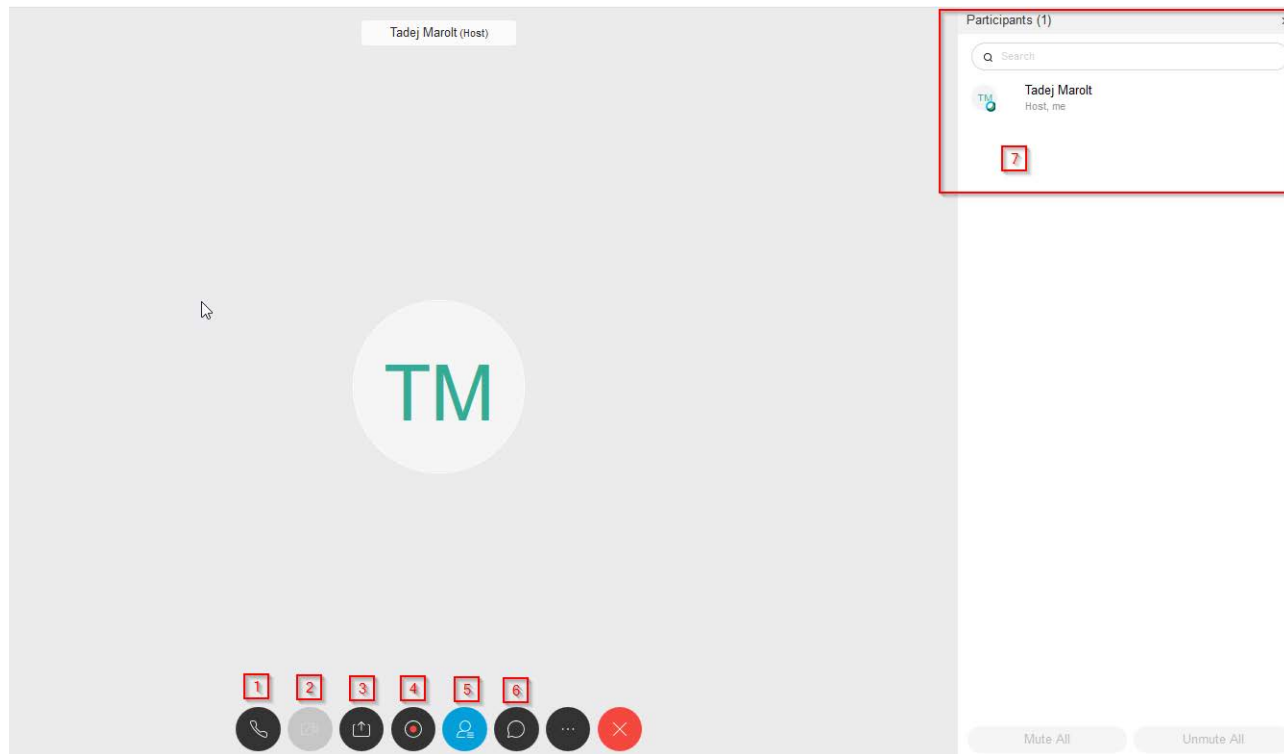 Tadej Marolt (Host)
Participants (1)
Search
TM
Tadej Marolt
Host, me
7
TM
1 2 3 4 5 6
Mute All Unmute All